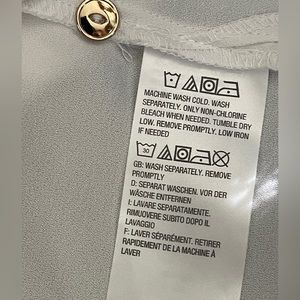 MACHINE WASH COLD. WASH
SEPARATELY. ONLY NON-CHLORINE
BLEACH WHEN NEEDED. TUMBLE DRY
LOW. REMOVE PROMPTLY. LOW IRON
IF NEEDED
30
GB: WASH SEPARATELY. REMOVE
PROMPTLY
D: SEPARAT WASCHEN. VOR DER
WÄSCHE ENTFERNEN
I: LAVARE SEPARATAMENTE.
RIMUOVERE SUBITO DOPO IL
LAVAGGIO
F: LAVER SÉPARÉMENT. RETIRER
RAPIDEMENT DE LA MACHINE À
LAVER